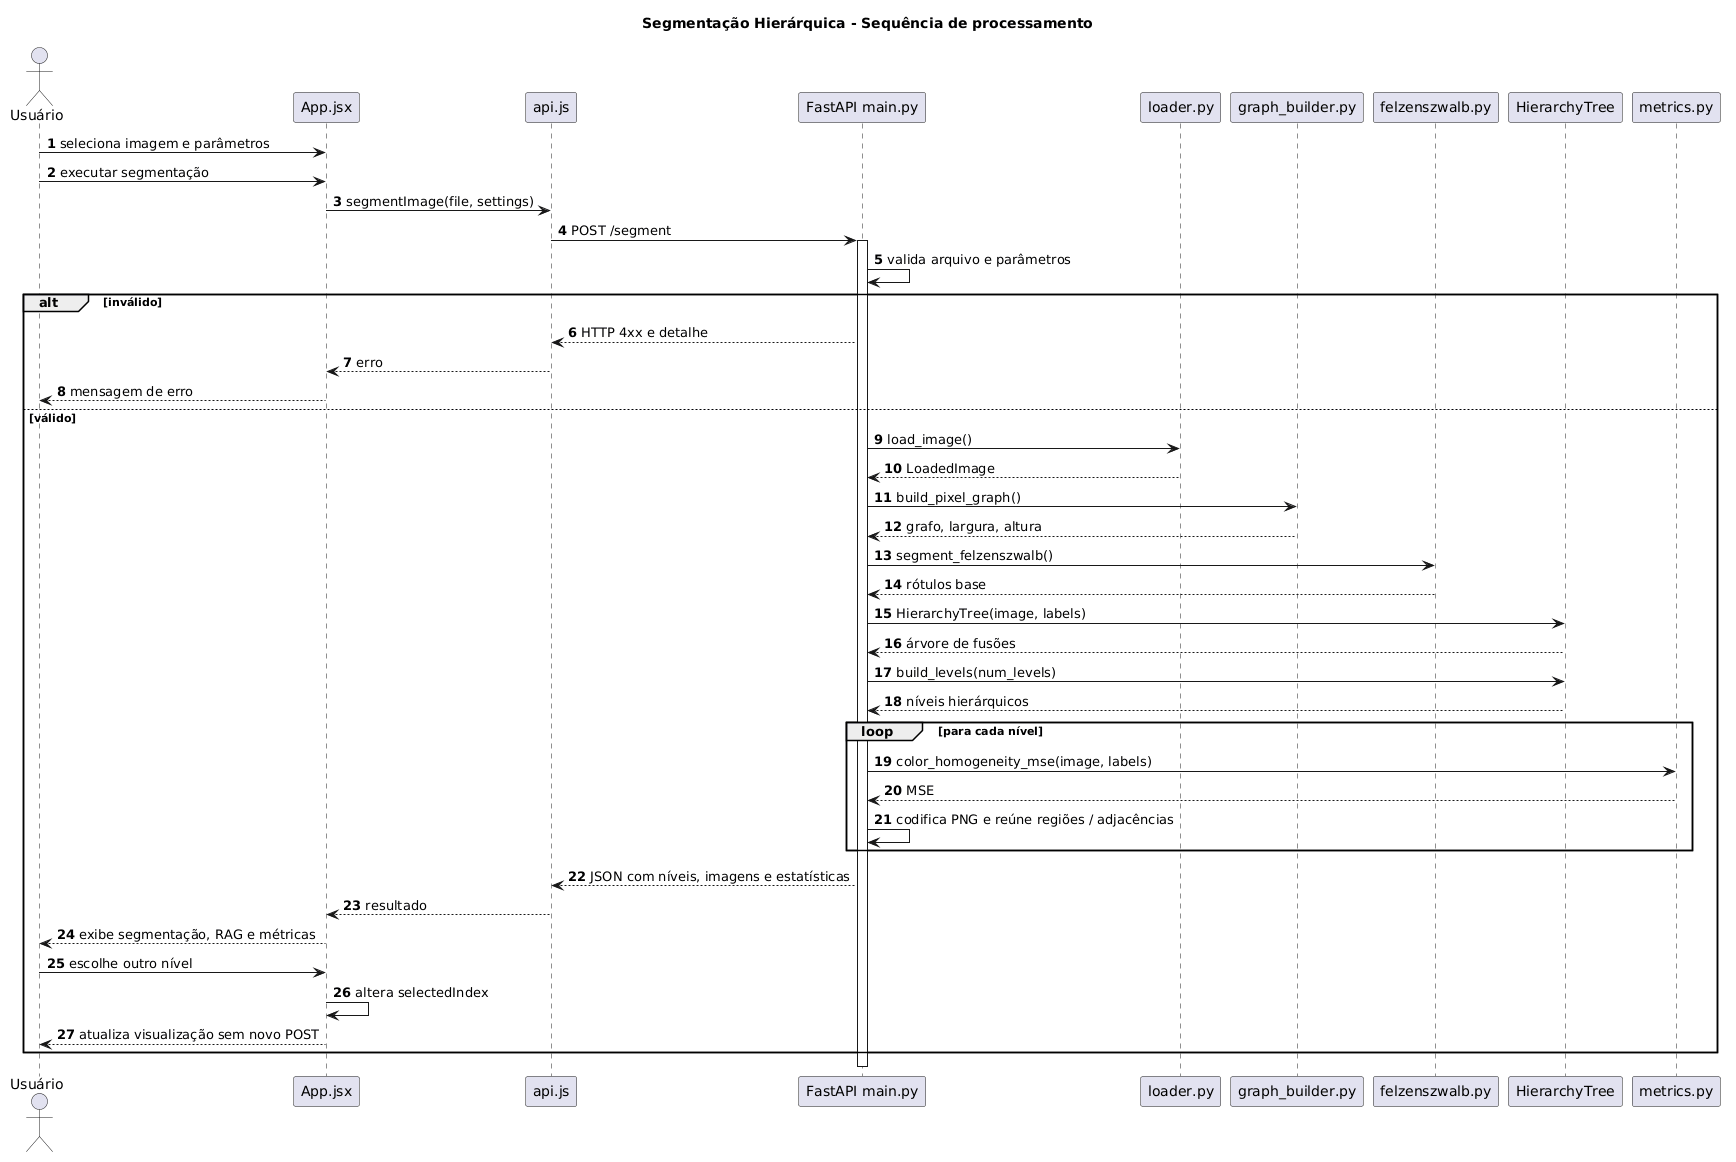 Segmentação Hierárquica - Sequência de processamento
Usuário
App.jsx
api.js
FastAPI main.py
loader.py
graph_builder.py
felzenszwalb.py
HierarchyTree
metrics.py
1 seleciona imagem e parâmetros
2 executar segmentação
3 segmentImage(file, settings)
4 POST /segment
5 valida arquivo e parâmetros
alt [inválido]
6 HTTP 4xx e detalhe
7 erro
8 mensagem de erro
[válido]
9 load_image()
10 LoadedImage
11 build_pixel_graph()
12 grafo, largura, altura
13 segment_felzenszwalb()
14 rótulos base
15 HierarchyTree(image, labels)
16 árvore de fusões
17 build_levels(num_levels)
18 níveis hierárquicos
loop [para cada nível]
19 color_homogeneity_mse(image, labels)
20 MSE
21 codifica PNG e reúne regiões / adjacências
22 JSON com níveis, imagens e estatísticas
23 resultado
24 exibe segmentação, RAG e métricas
25 escolhe outro nível
26 altera selectedIndex
27 atualiza visualização sem novo POST
Usuário
App.jsx
api.js
FastAPI main.py
loader.py
graph_builder.py
felzenszwalb.py
HierarchyTree
metrics.py